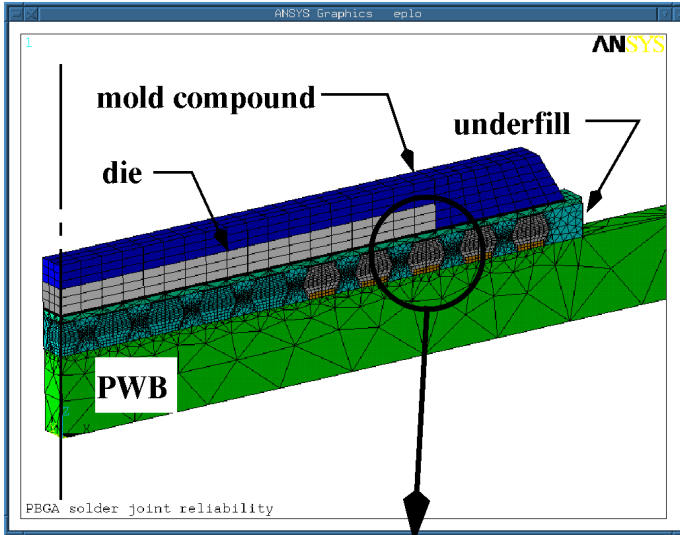 ANSYS Graphics eplo
1
ANSYS
mold compound
underfill
die
PWB
Z
X
PBGA solder joint reliability